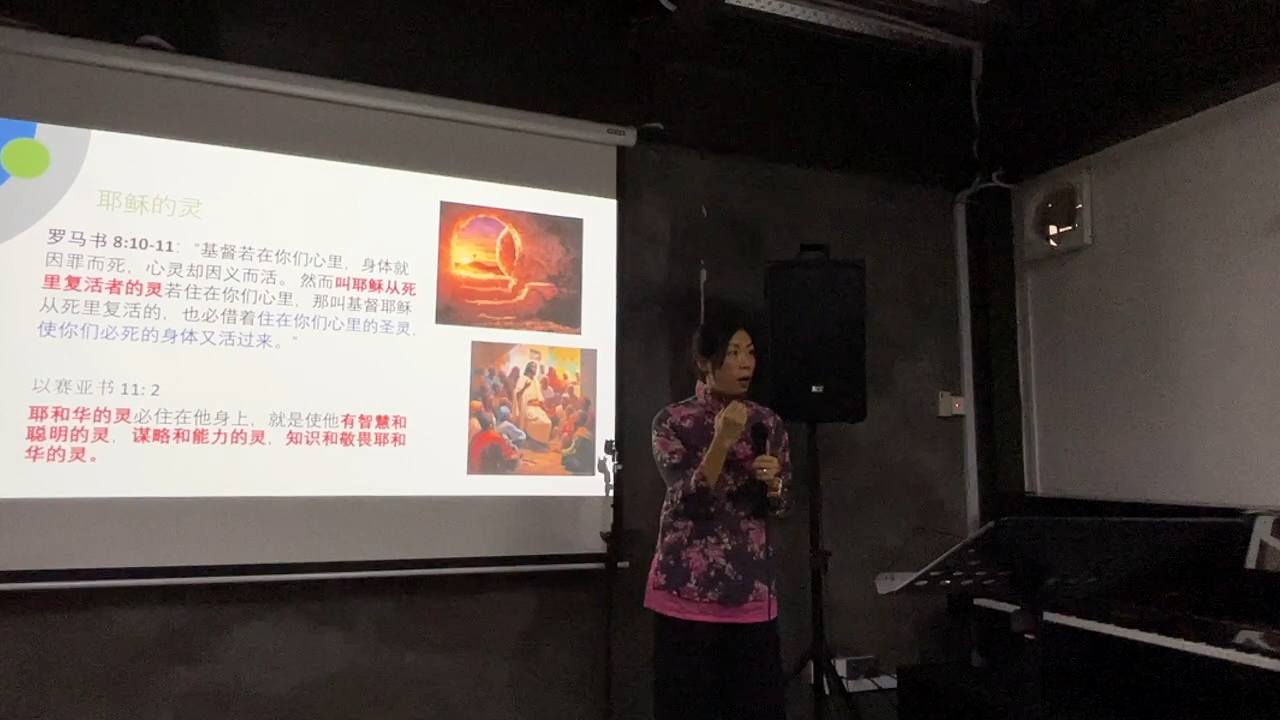 耶稣的灵
罗马书 8:10-11：“基督若在你们心里，身体就
因罪而死，心灵却因义而活。 然而叫耶稣从死
里复活者的灵若住在你们心里，那叫基督耶稣
从死里复活的，也必借着住在你们心里的圣灵，
使你们必死的身体又活过来。”
以赛亚书 11: 2
耶和华的灵必住在他身上，就是使他有智慧和
聪明的灵，谋略和能力的灵，知识和敬畏耶和
华的灵。